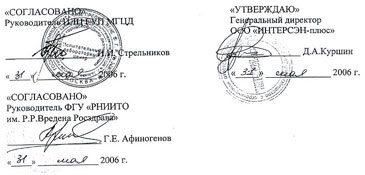 «СОГЛАСОВАНО»
Руководитель ИЛЦ ГУП МГЦД
И.И.Стрельников
«31» мая 2006 г.
«УТВЕРЖДАЮ»
Генеральный директор
ООО «ИНТЕРСЭН-плюс»
Д.А.Куршин
«31» мая 2006 г.
«СОГЛАСОВАНО»
Руководитель ФГУ «РНИИТО
им. Р.Р.Вредена Росздрава»
Г.Е. Афиногенов
«31» мая 2006 г.